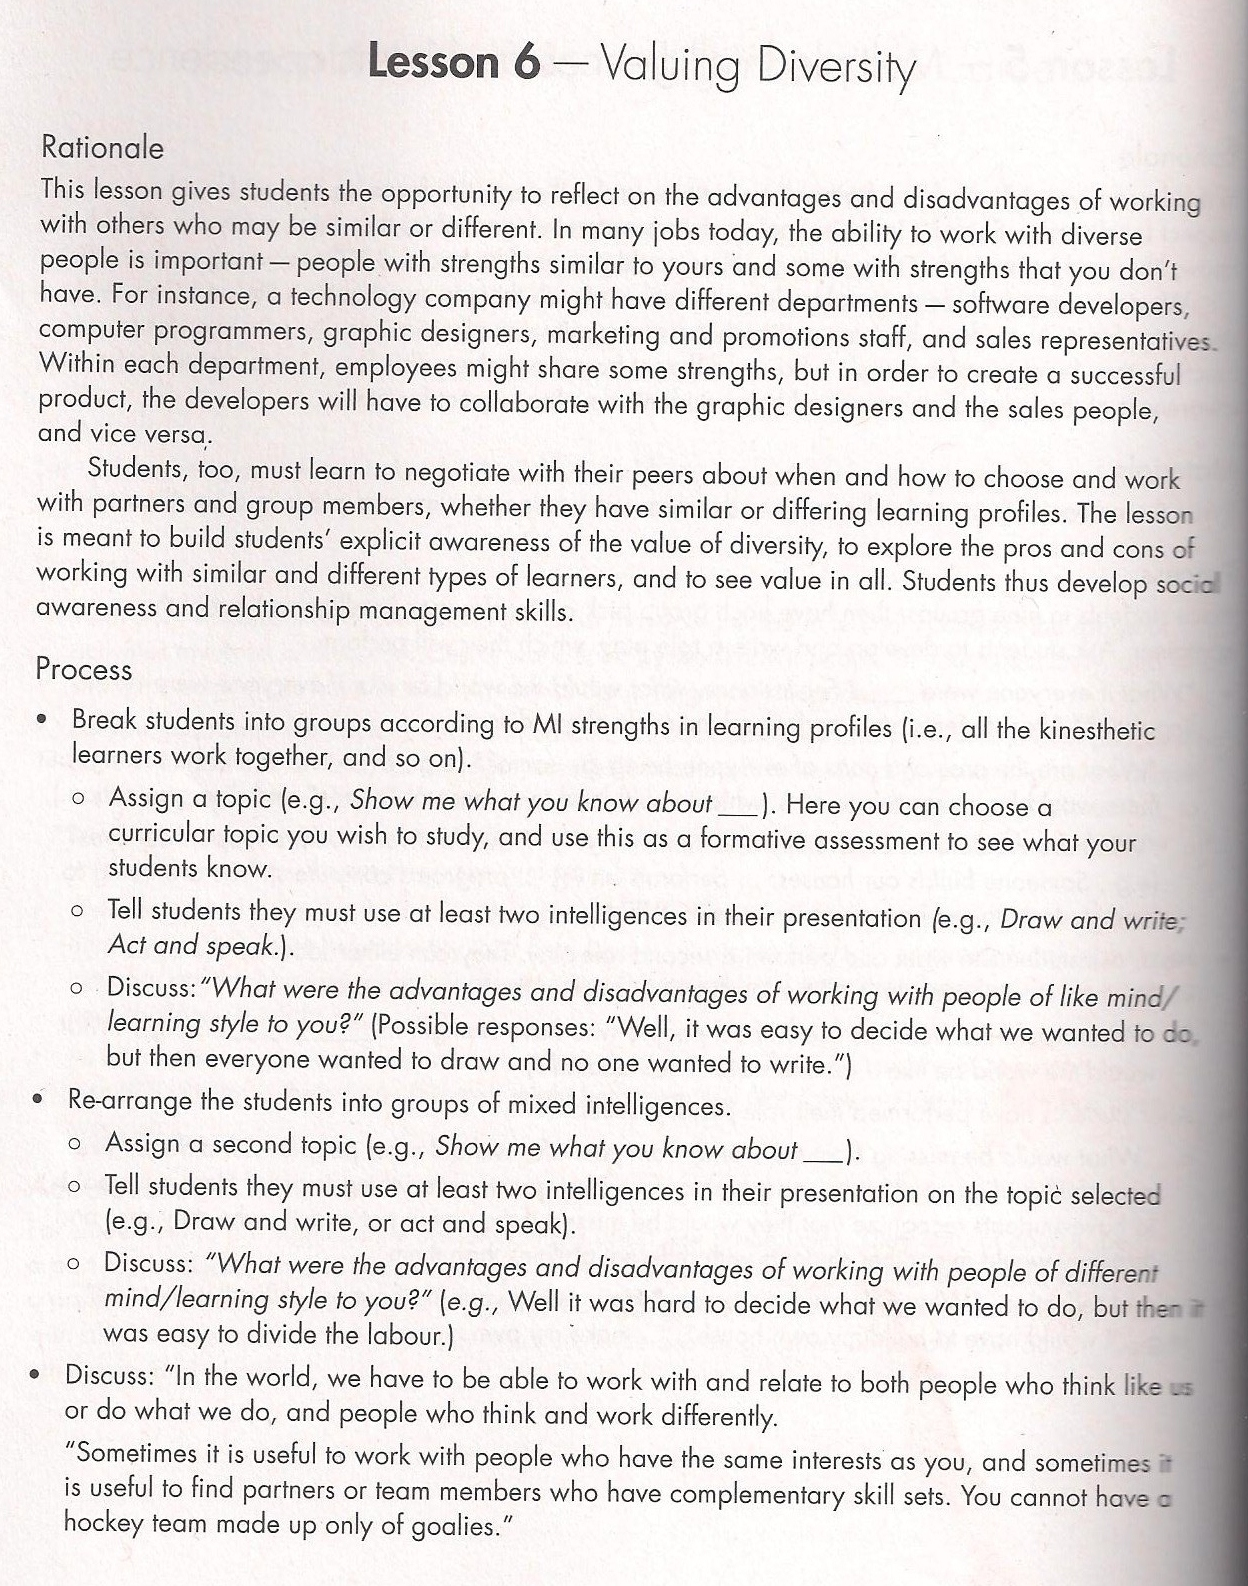 Lesson 6 — Valuing Diversity
Rationale
This lesson gives students the opportunity to reflect on the advantages and disadvantages of working
with others who may be similar or different. In many jobs today, the ability to work with diverse
people is important — people with strengths similar to yours and some with strengths that you don't
have. For instance, a technology company might have different departments — software developers,
computer programmers, graphic designers, marketing and promotions staff, and sales representatives.
Within each department, employees might share some strengths, but in order to create a successful
product, the developers will have to collaborate with the graphic designers and the sales people,
and vice versa.
Students, too, must learn to negotiate with their peers about when and how to choose and work
with partners and group members, whether they have similar or differing learning profiles. The lesson
is meant to build students' explicit awareness of the value of diversity, to explore the pros and cons of
working with similar and different types of learners, and to see value in all. Students thus develop social
awareness and relationship management skills.
Process
• Break students into groups according to MI strengths in learning profiles (i.e., all the kinesthetic
learners work together, and so on).
o Assign a topic (e.g., Show me what you know about ___). Here you can choose a
curricular topic you wish to study, and use this as a formative assessment to see what your
students know.
o Tell students they must use at least two intelligences in their presentation (e.g., Draw and write;
Act and speak.).
o Discuss: "What were the advantages and disadvantages of working with people of like mind/
learning style to you?" (Possible responses: "Well, it was easy to decide what we wanted to do,
but then everyone wanted to draw and no one wanted to write.")
• Re-arrange the students into groups of mixed intelligences.
o Assign a second topic (e.g., Show me what you know about ___).
o Tell students they must use at least two intelligences in their presentation on the topic selected
(e.g., Draw and write, or act and speak).
o Discuss: "What were the advantages and disadvantages of working with people of different
mind/learning style to you?" (e.g., Well it was hard to decide what we wanted to do, but then it
was easy to divide the labour.)
• Discuss: "In the world, we have to be able to work with and relate to both people who think like us
or do what we do, and people who think and work differently.
"Sometimes it is useful to work with people who have the same interests as you, and sometimes it
is useful to find partners or team members who have complementary skill sets. You cannot have a
hockey team made up only of goalies."